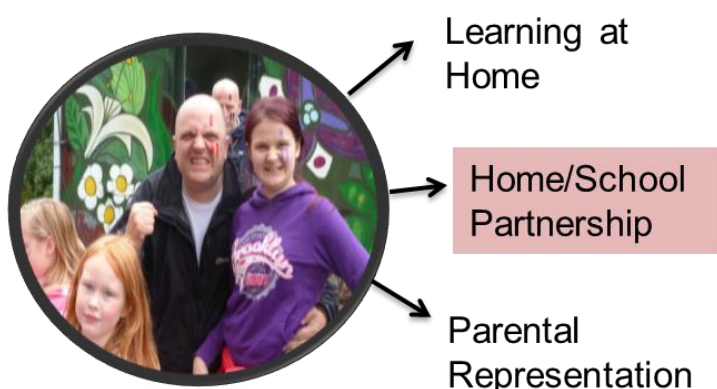 Learning at
Home
Home/School
Partnership
Parental
Representation
Brooklyn